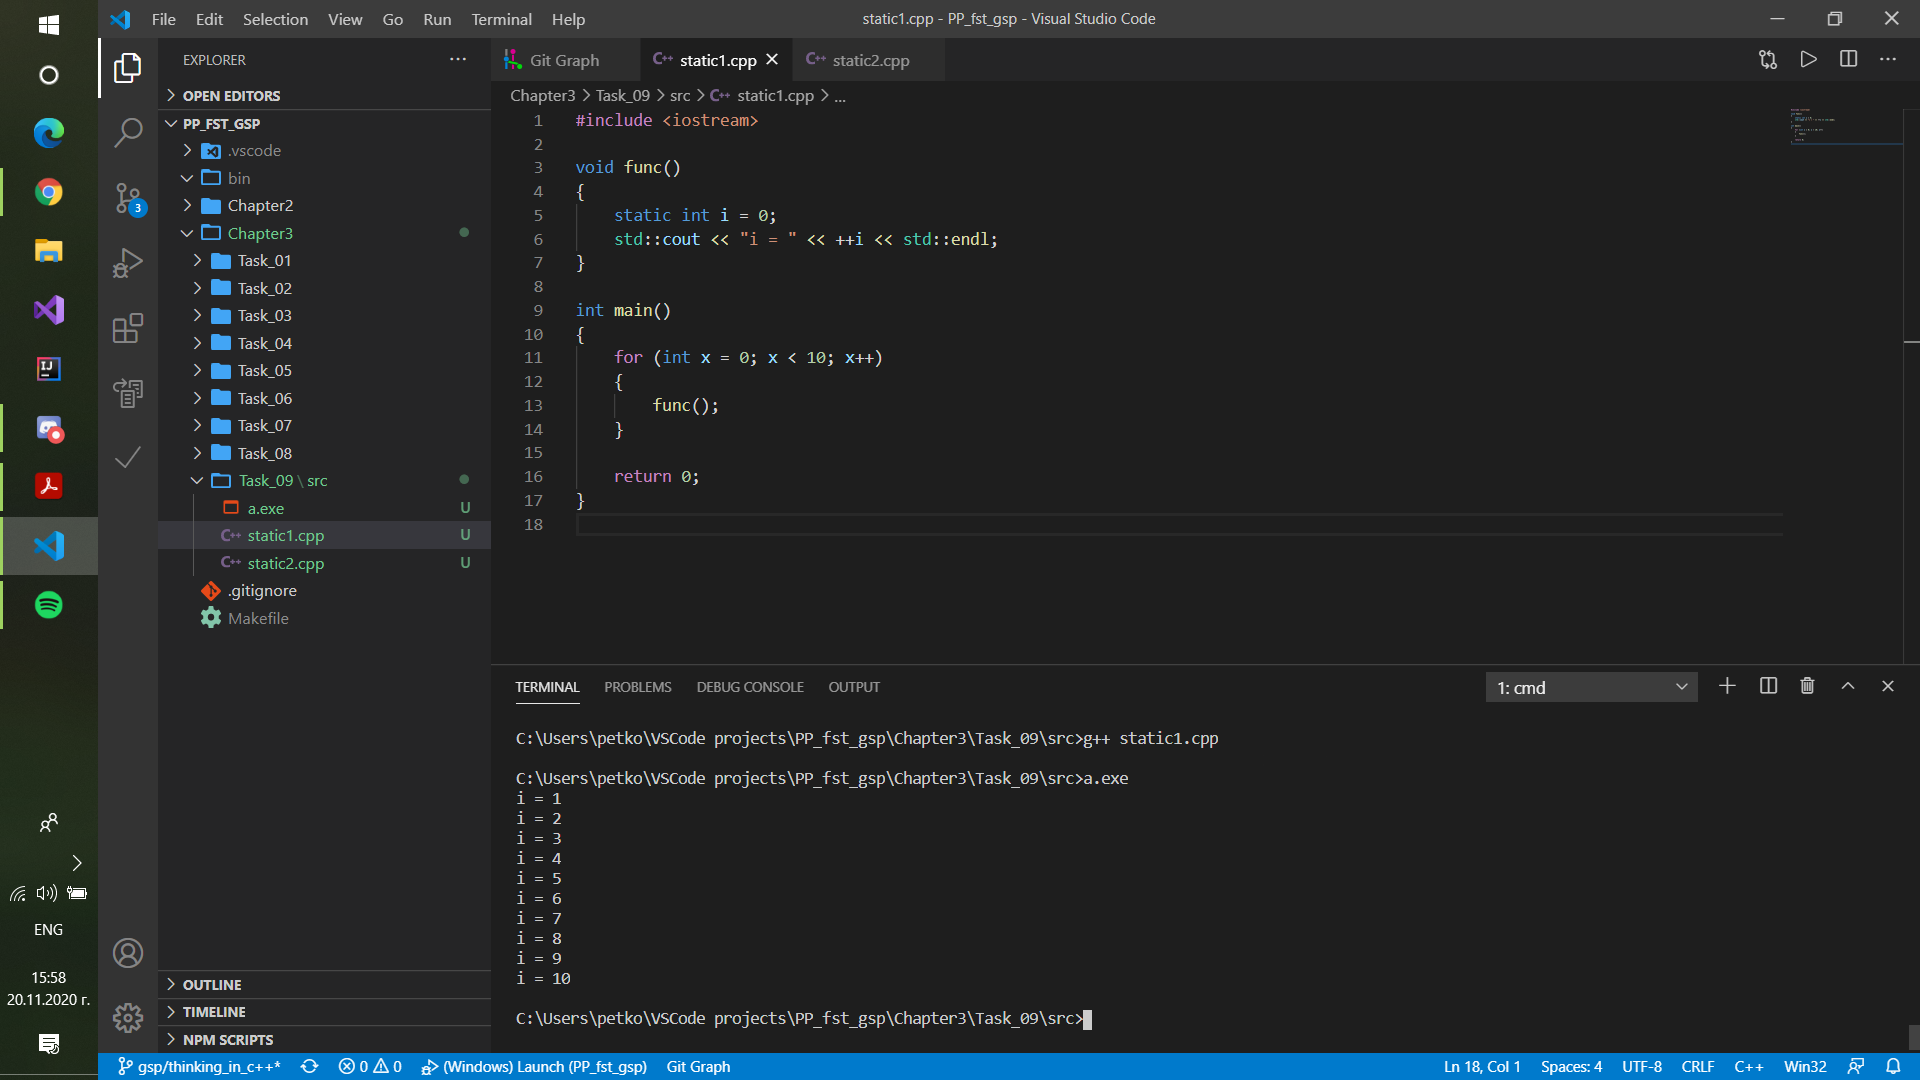 File Edit Selection View Go Run Terminal Help
static1.cpp - PP_fst_gsp - Visual Studio Code
EXPLORER
OPEN EDITORS
PP_FST_GSP
.vscode
bin
Chapter2
Chapter3
Task_01
Task_02
Task_03
Task_04
Task_05
Task_06
Task_07
Task_08
Task_09 \ src
a.exe U
static1.cpp U
static2.cpp U
.gitignore
Makefile
OUTLINE
TIMELINE
NPM SCRIPTS
3
IJ
Git Graph static1.cpp static2.cpp
Chapter3 > Task_09 > src > static1.cpp > ...
1 #include <iostream>
2
3 void func()
4 {
5 static int i = 0;
6 std::cout << "i = " << ++i << std::endl;
7 }
8
9 int main()
10 {
11 for (int x = 0; x < 10; x++)
12 {
13 func();
14 }
15
16 return 0;
17 }
18
TERMINAL PROBLEMS DEBUG CONSOLE OUTPUT
1: cmd
C:\Users\petko\VSCode projects\PP_fst_gsp\Chapter3\Task_09\src>g++ static1.cpp
C:\Users\petko\VSCode projects\PP_fst_gsp\Chapter3\Task_09\src>a.exe
i = 1
i = 2
i = 3
i = 4
i = 5
i = 6
i = 7
i = 8
i = 9
i = 10
C:\Users\petko\VSCode projects\PP_fst_gsp\Chapter3\Task_09\src>
ENG
15:58
20.11.2020 г.
gsp/thinking_in_c++* 0 0 (Windows) Launch (PP_fst_gsp) Git Graph
Ln 18, Col 1 Spaces: 4 UTF-8 CRLF C++ Win32